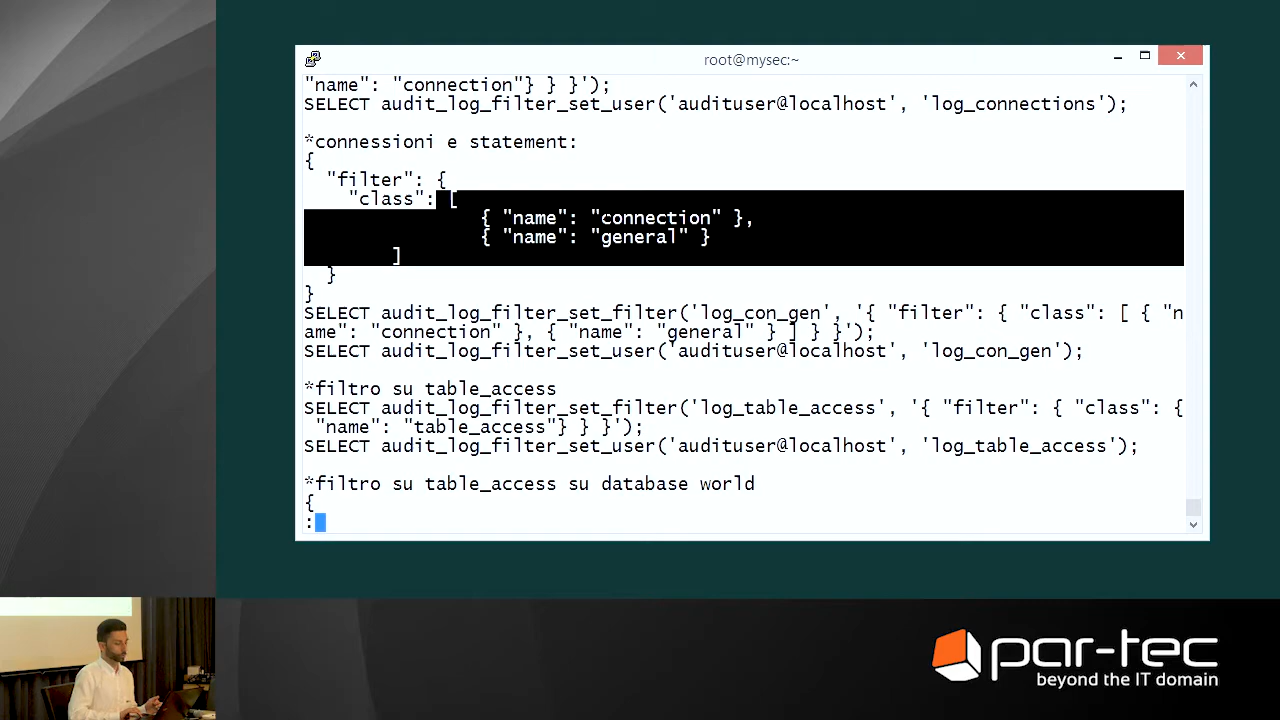 root@mysec:~
"name": "connection"} } }');
SELECT audit_log_filter_set_user('audituser@localhost', 'log_connections');
*connessioni e statement:
{
"filter": {
"class": [
{ "name": "connection" },
{ "name": "general" }
]
}
}
SELECT audit_log_filter_set_filter('log_con_gen', '{ "filter": { "class": [ { "n
ame": "connection" }, { "name": "general" } ] } }');
SELECT audit_log_filter_set_user('audituser@localhost', 'log_con_gen');
*filtro su table_access
SELECT audit_log_filter_set_filter('log_table_access', '{ "filter": { "class": {
"name": "table_access"} } }');
SELECT audit_log_filter_set_user('audituser@localhost', 'log_table_access');
*filtro su table_access su database world
{
:
par-tec
beyond the IT domain